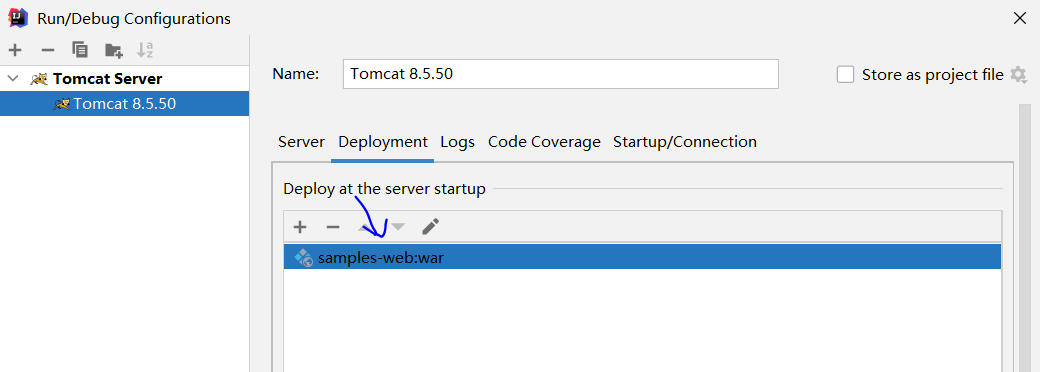 Run/Debug Configurations
Tomcat Server
Tomcat 8.5.50
Name: Tomcat 8.5.50 Store as project file
Server Deployment Logs Code Coverage Startup/Connection
Deploy at the server startup
samples-web:war